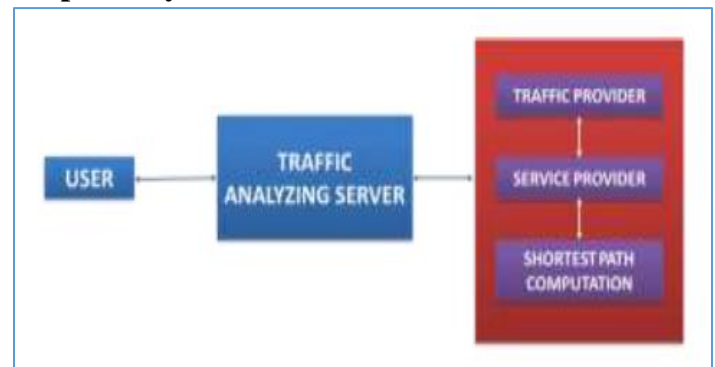 USER
TRAFFIC
ANALYZING SERVER
TRAFFIC PROVIDER
SERVICE PROVIDER
SHORTEST PATH
COMPUTATION